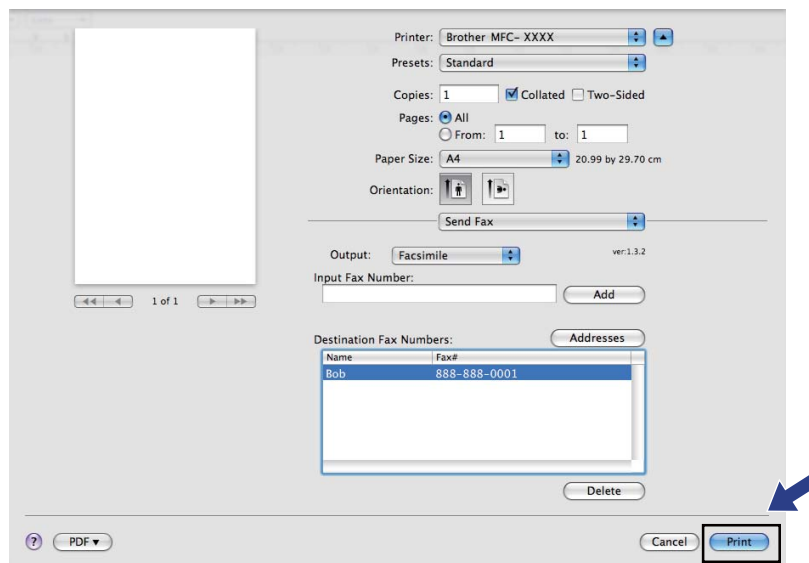 Printer: Brother MFC- XXXX
Presets: Standard
Copies: 1 Collated Two-Sided
Pages: All
From: 1 to: 1
Paper Size: A4 20.99 by 29.70 cm
Orientation:
Send Fax
Output: Facsimile ver:1.3.2
Input Fax Number:
Add
1 of 1
Destination Fax Numbers: Addresses
Name Fax#
Bob 888-888-0001
Delete
? PDF▼ Cancel Print